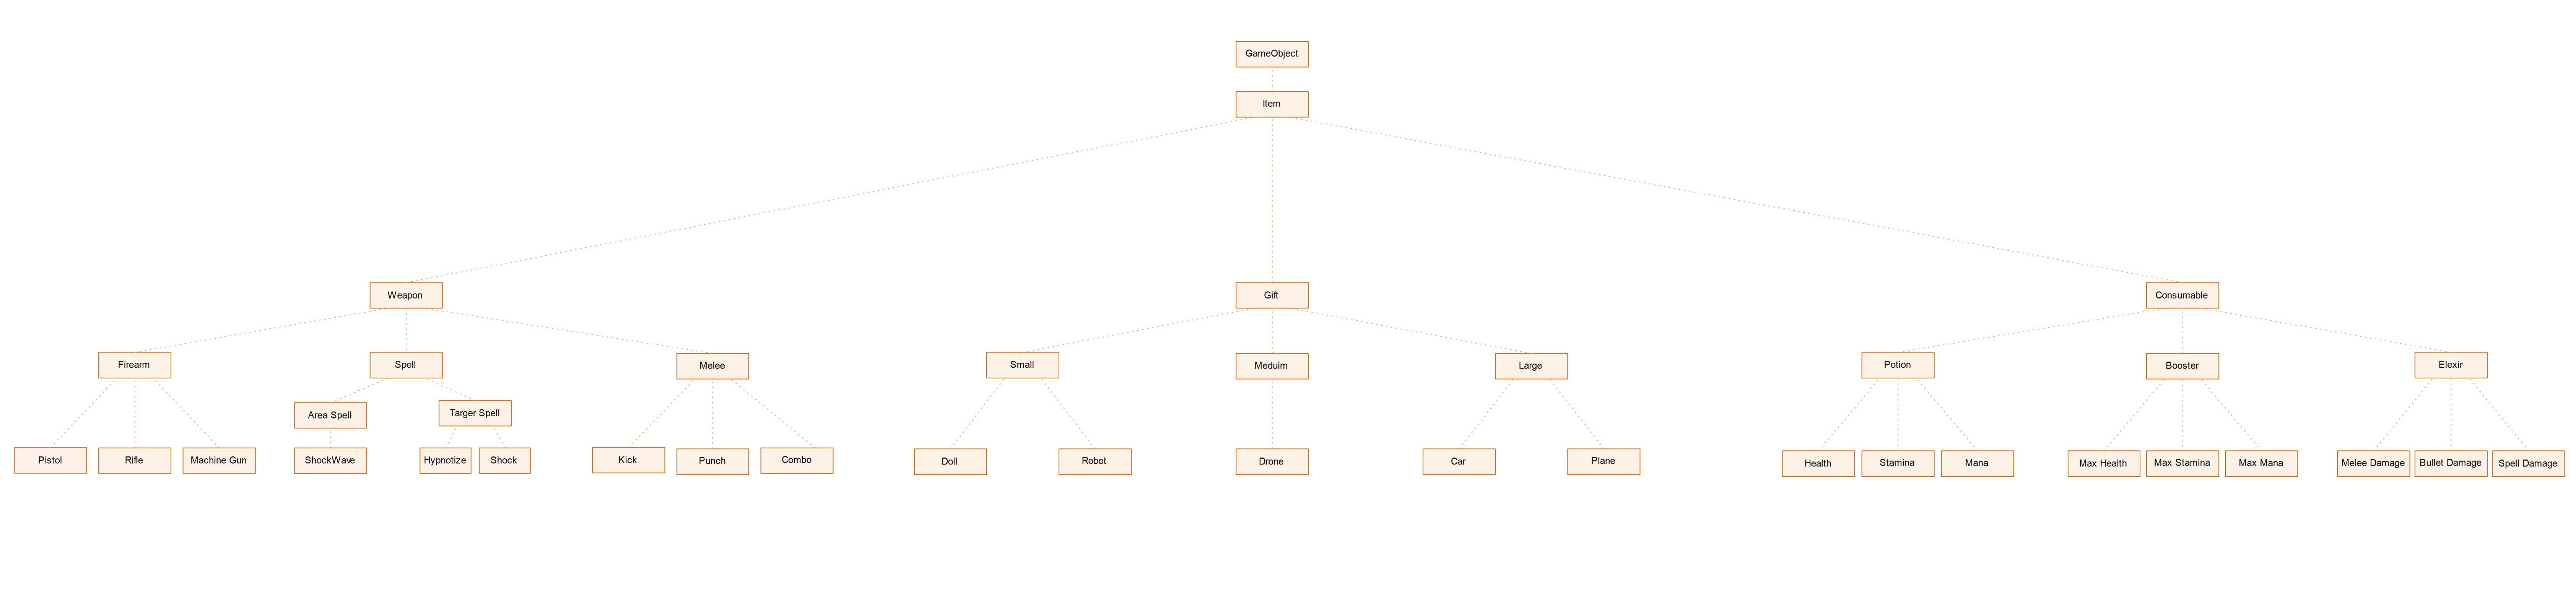 GameObject
Item
Weapon
Gift
Consumable
Firearm
Spell
Melee
Small
Meduim
Large
Potion
Booster
Elexir
Area Spell
Targer Spell
Pistol
Rifle
Machine Gun
ShockWave
Hypnotize
Shock
Kick
Punch
Combo
Doll
Robot
Drone
Car
Plane
Health
Stamina
Mana
Max Health
Max Stamina
Max Mana
Melee Damage
Bullet Damage
Spell Damage